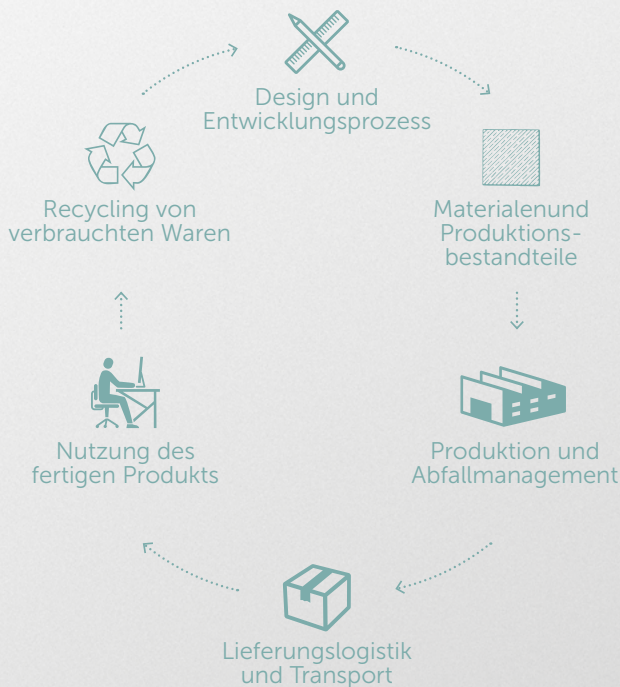 Design und
Entwicklungsprozess
Materialenund
Produktions-
bestandteile
Produktion und
Abfallmanagement
Lieferungslogistik
und Transport
Nutzung des
fertigen Produkts
Recycling von
verbrauchten Waren